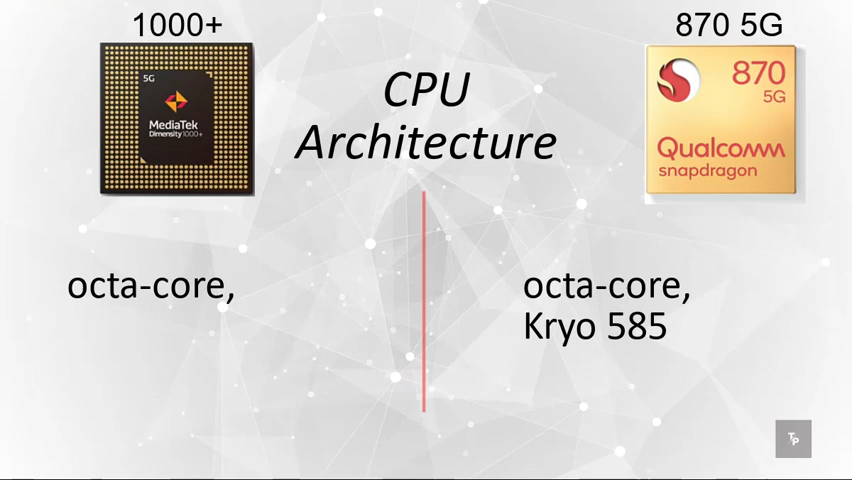 1000+
870 5G
5G
MediaTek
Dimensity 1000+
870
5G
Qualcomm
snapdragon
CPU
Architecture
octa-core,
octa-core,
Kryo 585
TP